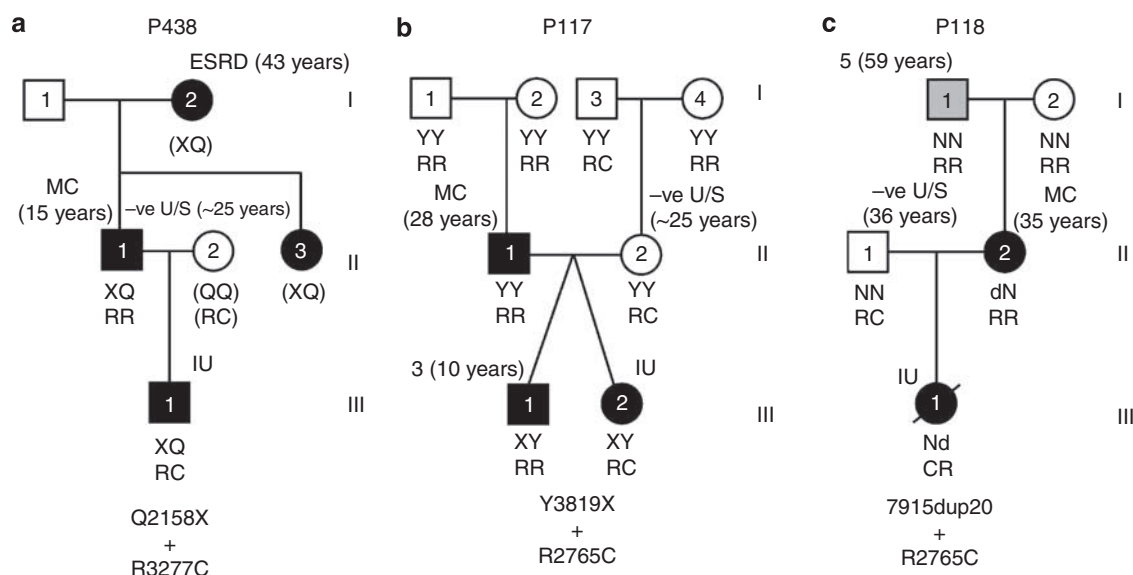 a
P438
ESRD (43 years)
1
2
I
(XQ)
MC
(15 years)
–ve U/S (~25 years)
1
2
3
II
XQ
RR
(QQ)
(RC)
(XQ)
IU
1
III
XQ
RC
Q2158X
+
R3277C
b
P117
1
2
3
4
I
YY
RR
YY
RR
YY
RC
YY
RR
MC
(28 years)
–ve U/S
(~25 years)
1
2
II
YY
RR
YY
RC
3 (10 years)
IU
1
2
III
XY
RR
XY
RC
Y3819X
+
R2765C
c
P118
5 (59 years)
1
2
I
NN
RR
NN
RR
–ve U/S
(36 years)
MC
(35 years)
1
2
II
NN
RC
dN
RR
IU
1
III
Nd
CR
7915dup20
+
R2765C